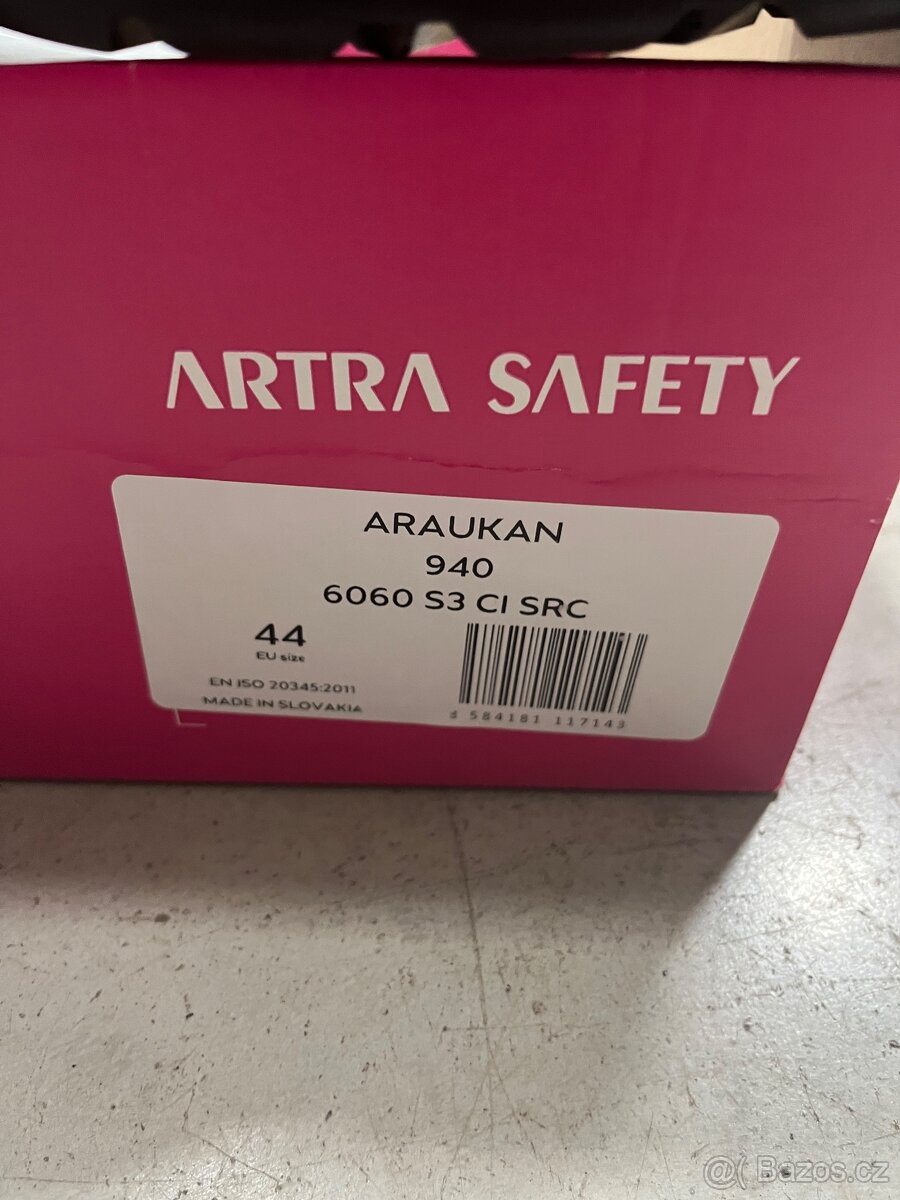 ARTRA SAFETY
ARAUKAN
940
6060 S3 CI SRC
44
EU size
EN ISO 20345:2011
MADE IN SLOVAKIA
3 584181 117143
@( Bazos.cz